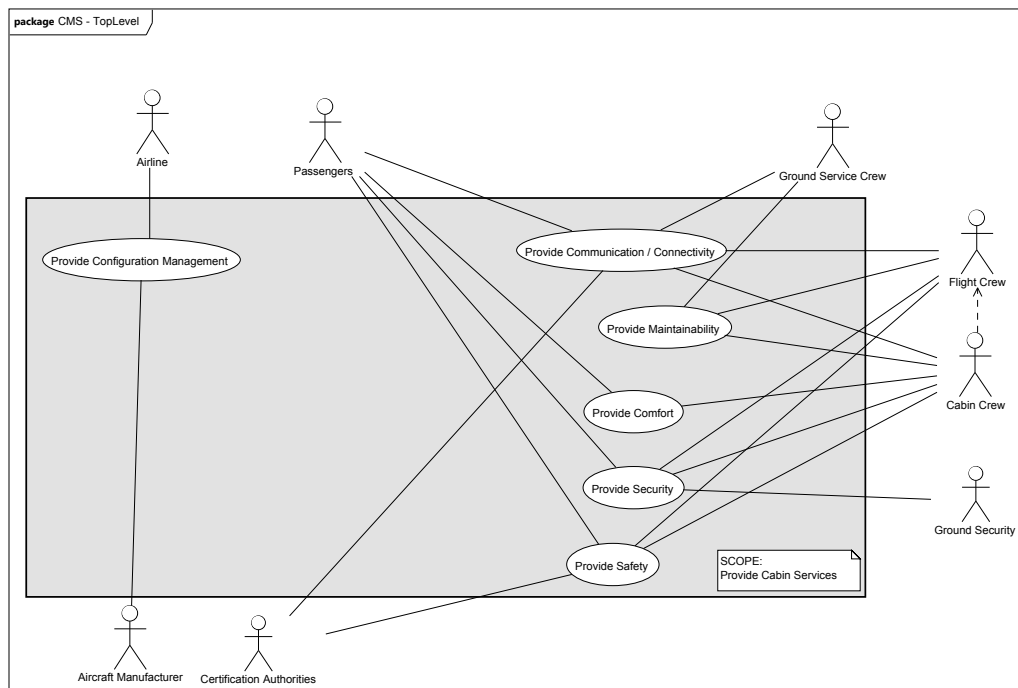 package CMS - TopLevel
Airline
Passengers
Ground Service Crew
Provide Configuration Management
Provide Communication / Connectivity
Flight Crew
Provide Maintainability
Cabin Crew
Provide Comfort
Provide Security
Ground Security
Provide Safety
SCOPE:
Provide Cabin Services
Aircraft Manufacturer
Certification Authorities